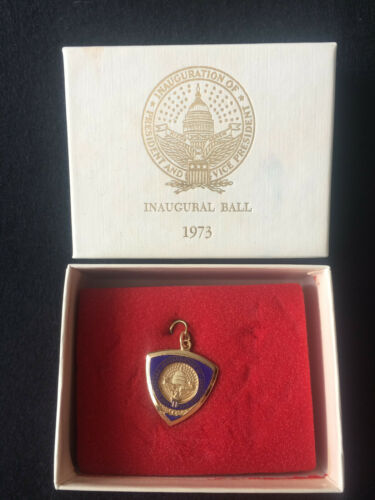 INAUGURATION OF
PRESIDENT AND VICE PRESIDENT
INAUGURAL BALL
1973